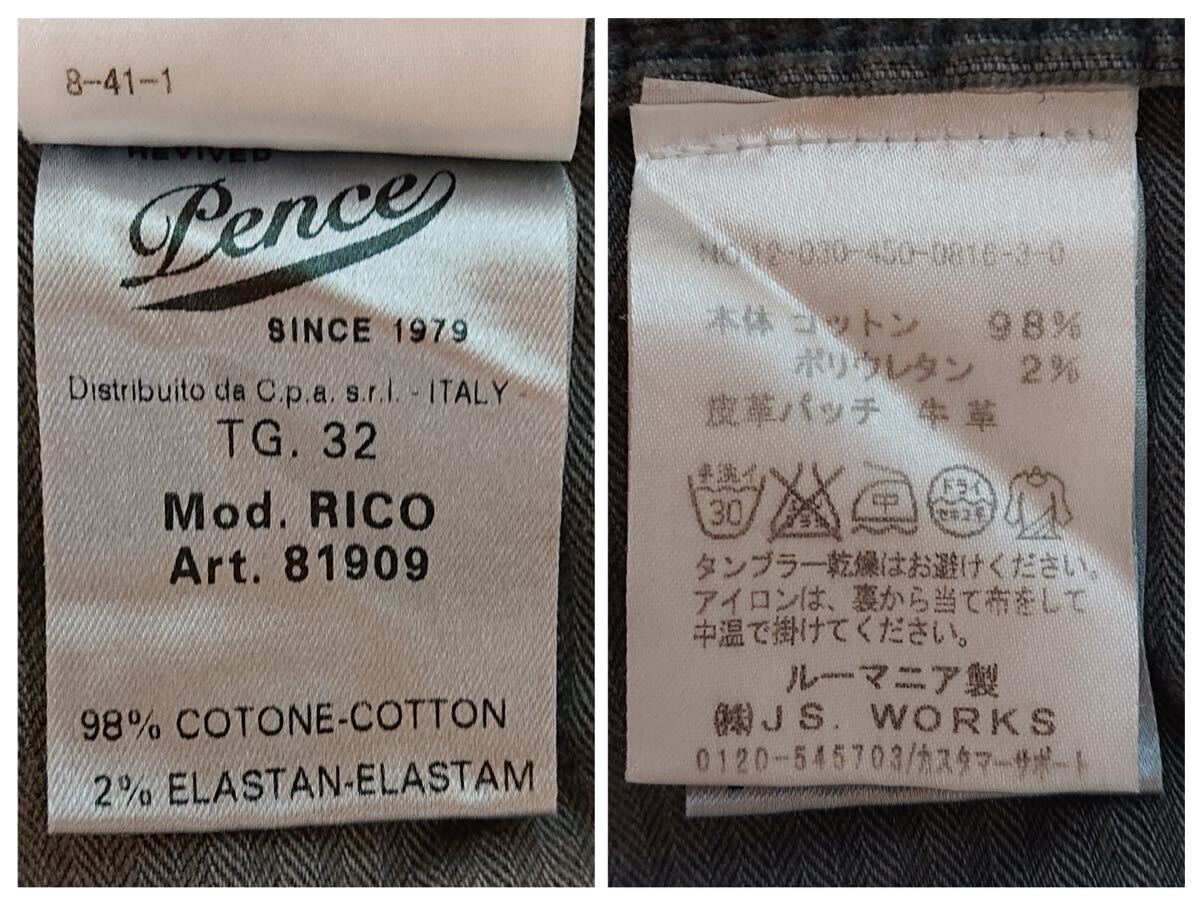 8-41-1
REVIVED
Pence
SINCE 1979
Distribuito da C.p.a. s.r.l. - ITALY -
TG. 32
Mod. RICO
Art. 81909
98% COTONE-COTTON
2% ELASTAN-ELASTAM
NO.12-030-450-0816-3-0
本体 コットン 98%
ポリウレタン 2%
皮革パッチ 牛革
手洗イ 30 中 ドライ セキユ系
タンブラー乾燥はお避けください。
アイロンは、裏から当て布をして
中温で掛けてください。
ルーマニア製
㈱JS. WORKS
0120-545703/カスタマーサポート